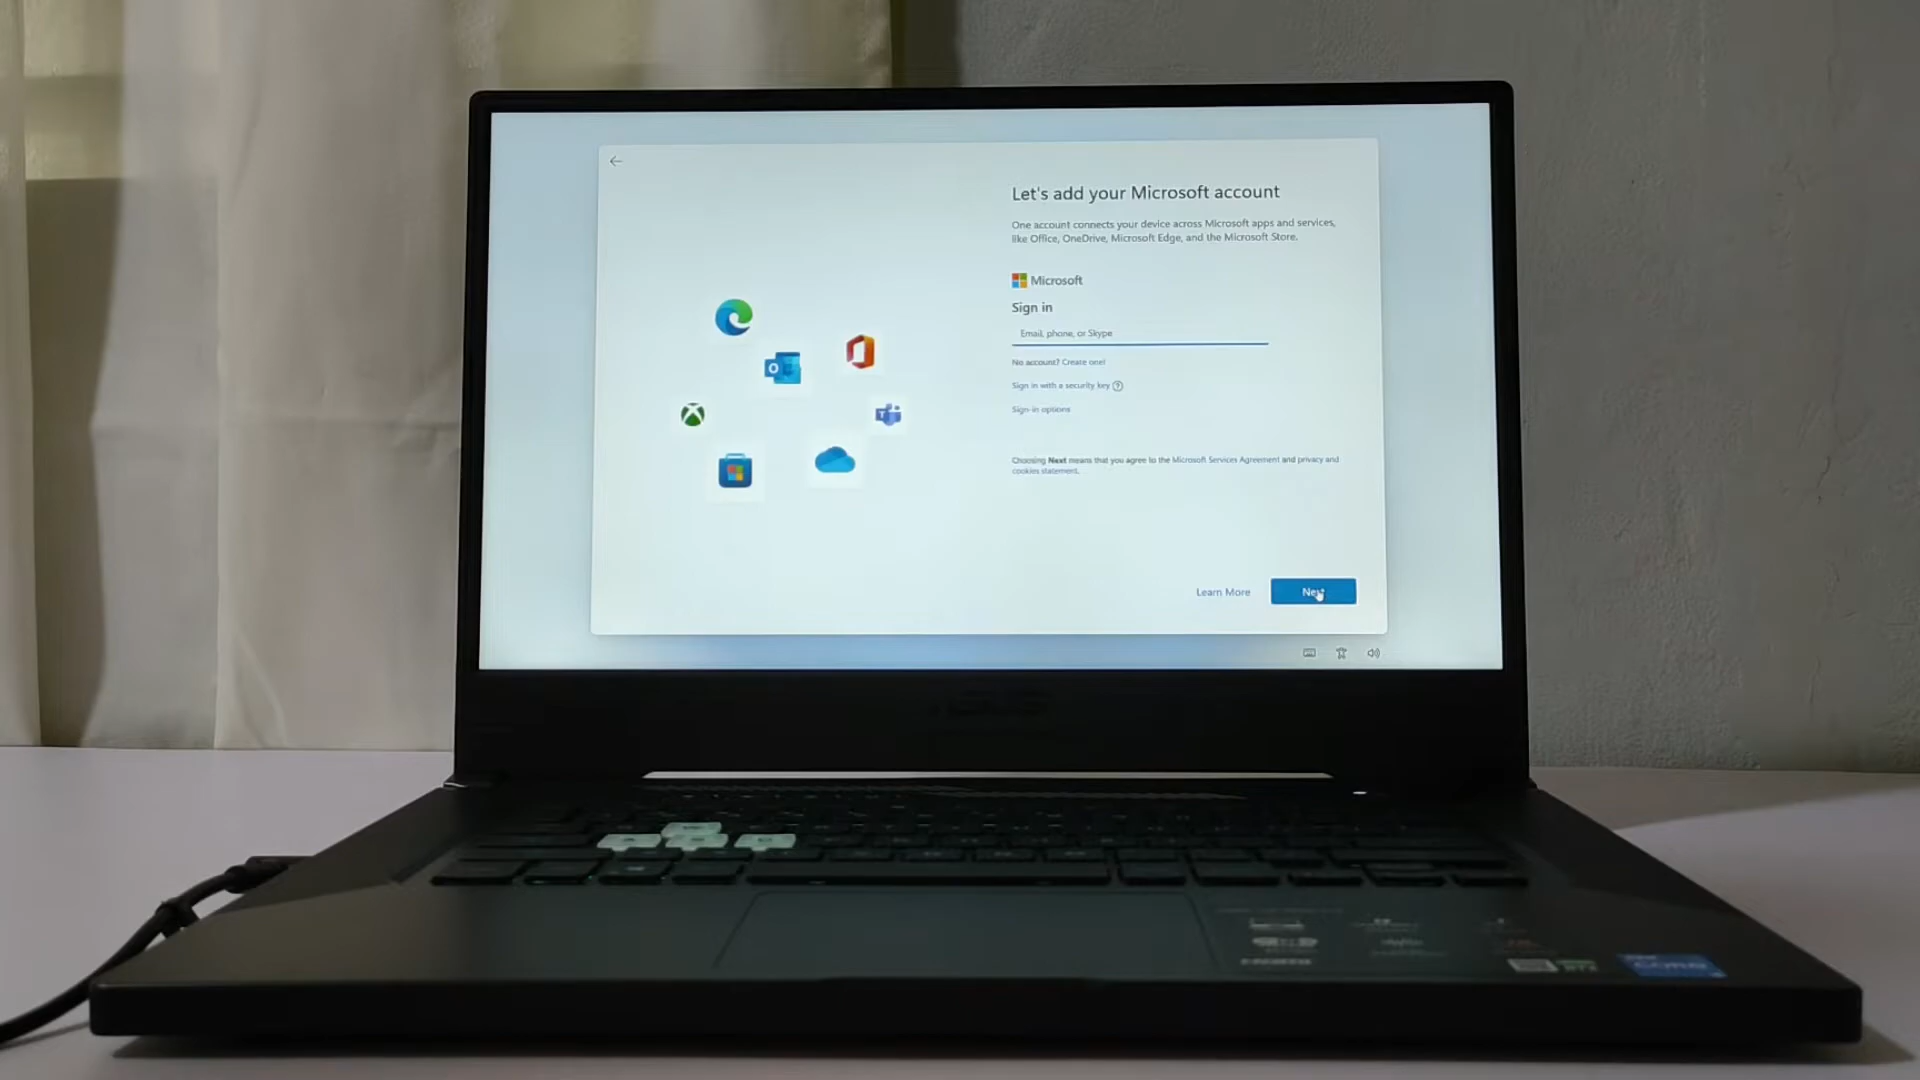 Let's add your Microsoft account
One account connects your device across Microsoft apps and services,
like Office, OneDrive, Microsoft Edge, and the Microsoft Store.
Microsoft
Sign in
Email, phone, or Skype
No account? Create one!
Sign in with a security key
Sign-in options
Choosing Next means that you agree to the Microsoft Services Agreement and privacy and
cookies statement.
Learn More
Next